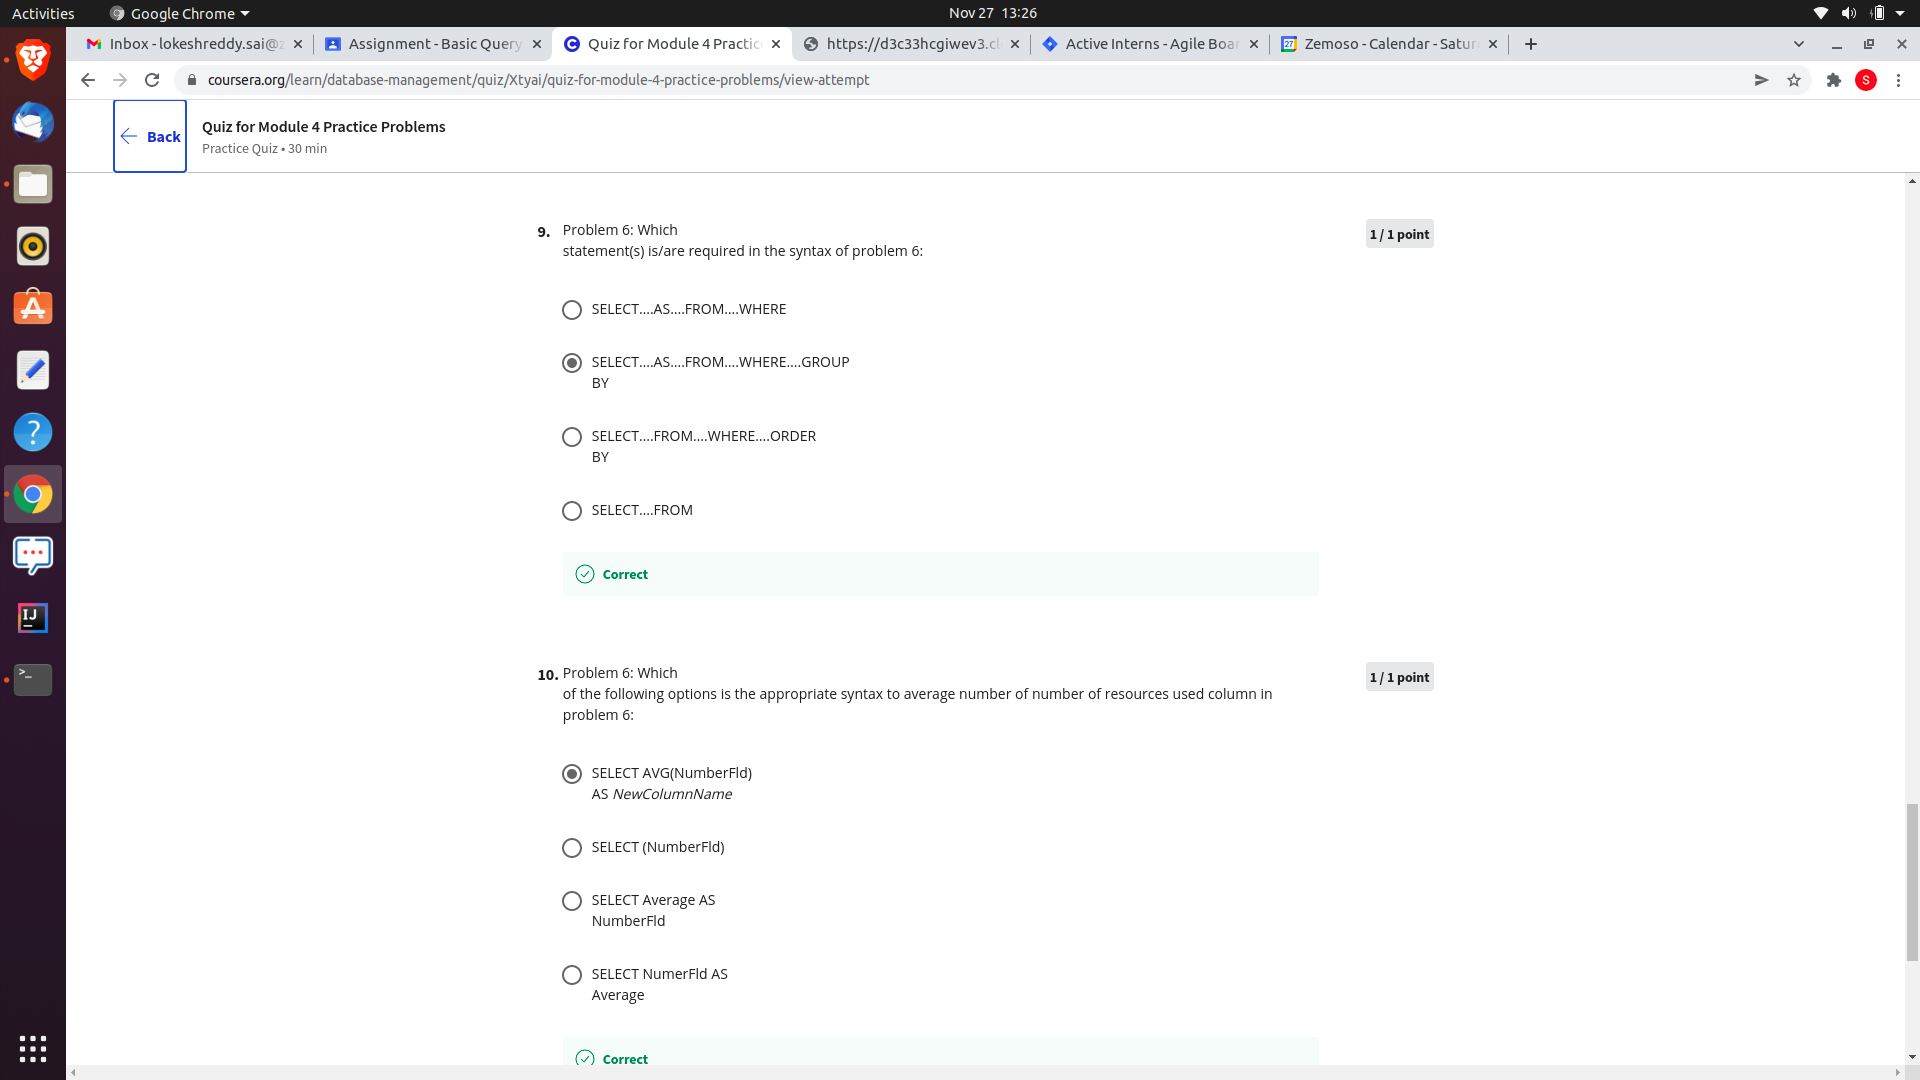 Activities
Google Chrome
Nov 27 13:26
Inbox - lokeshreddy.sai@z
Assignment - Basic Query
Quiz for Module 4 Practic
https://d3c33hcgiwev3.cl
Active Interns - Agile Boar
Zemoso - Calendar - Satur
coursera.org/learn/database-management/quiz/Xtyai/quiz-for-module-4-practice-problems/view-attempt
S
Back
Quiz for Module 4 Practice Problems
Practice Quiz • 30 min
9. Problem 6: Which
statement(s) is/are required in the syntax of problem 6:
1 / 1 point
SELECT....AS....FROM....WHERE
SELECT....AS....FROM....WHERE....GROUP
BY
SELECT....FROM....WHERE....ORDER
BY
SELECT....FROM
Correct
10. Problem 6: Which
of the following options is the appropriate syntax to average number of number of resources used column in
problem 6:
1 / 1 point
SELECT AVG(NumberFld)
AS NewColumnName
SELECT (NumberFld)
SELECT Average AS
NumberFld
SELECT NumerFld AS
Average
Correct